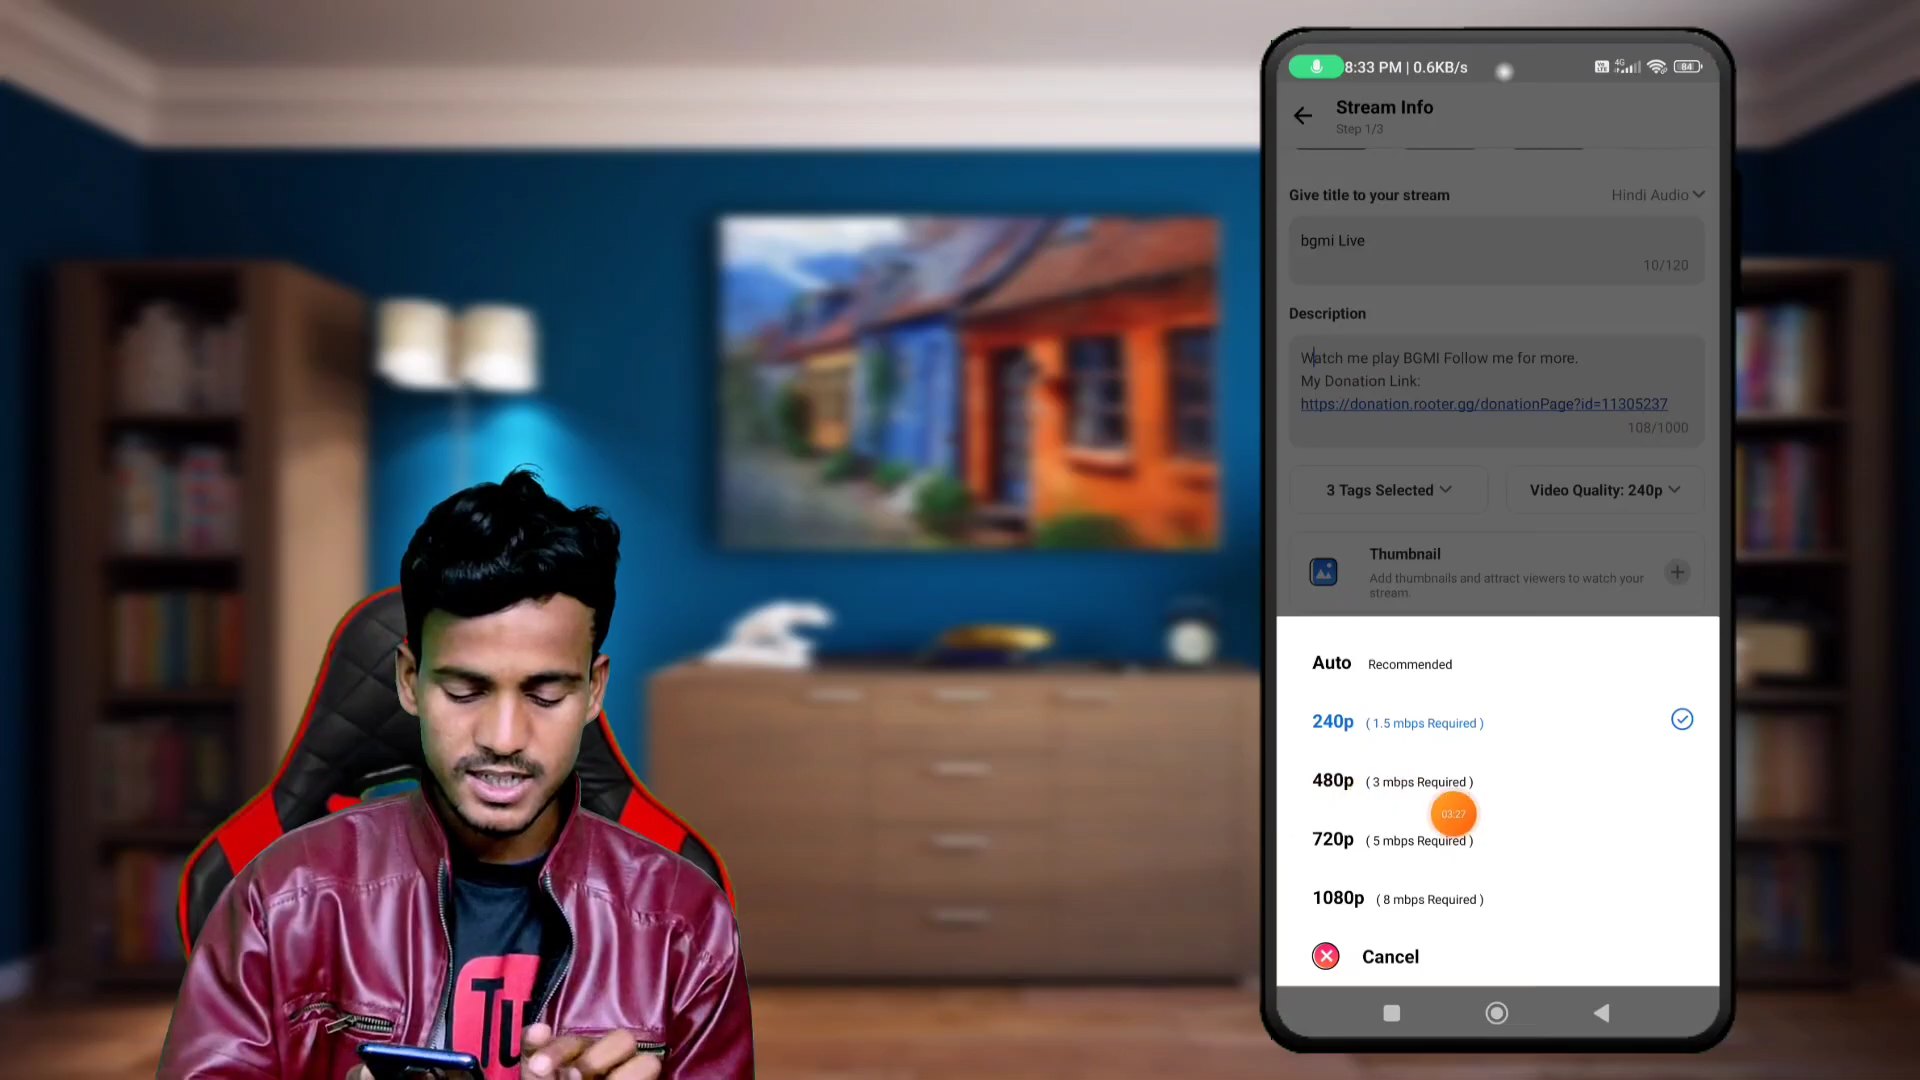 8:33 PM | 0.6KB/s
4G
84
Stream Info
Step 1/3
Give title to your stream
Hindi Audio
bgmi Live
10/120
Description
Watch me play BGMI Follow me for more.
My Donation Link:
https://donation.rooter.gg/donationPage?id=11305237
108/1000
3 Tags Selected
Video Quality: 240p
Thumbnail
Add thumbnails and attract viewers to watch your
stream.
Auto Recommended
240p ( 1.5 mbps Required )
480p ( 3 mbps Required )
03:27
720p ( 5 mbps Required )
1080p ( 8 mbps Required )
Cancel
Tu